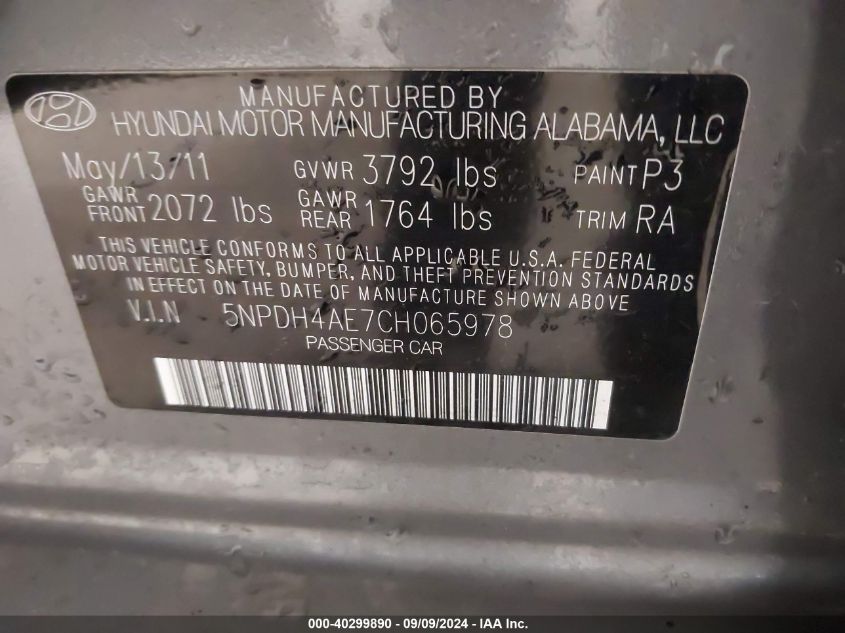 MANUFACTURED BY
HYUNDAI MOTOR MANUFACTURING ALABAMA, LLC
May/13/11 GVWR 3792 lbs PAINT P3
GAWR FRONT 2072 lbs GAWR REAR 1764 lbs TRIM RA
THIS VEHICLE CONFORMS TO ALL APPLICABLE U.S.A. FEDERAL
MOTOR VEHICLE SAFETY, BUMPER, AND THEFT PREVENTION STANDARDS
IN EFFECT ON THE DATE OF MANUFACTURE SHOWN ABOVE
V.I.N 5NPDH4AE7CH065978
PASSENGER CAR
000-40299890 - 09/09/2024 - IAA Inc.